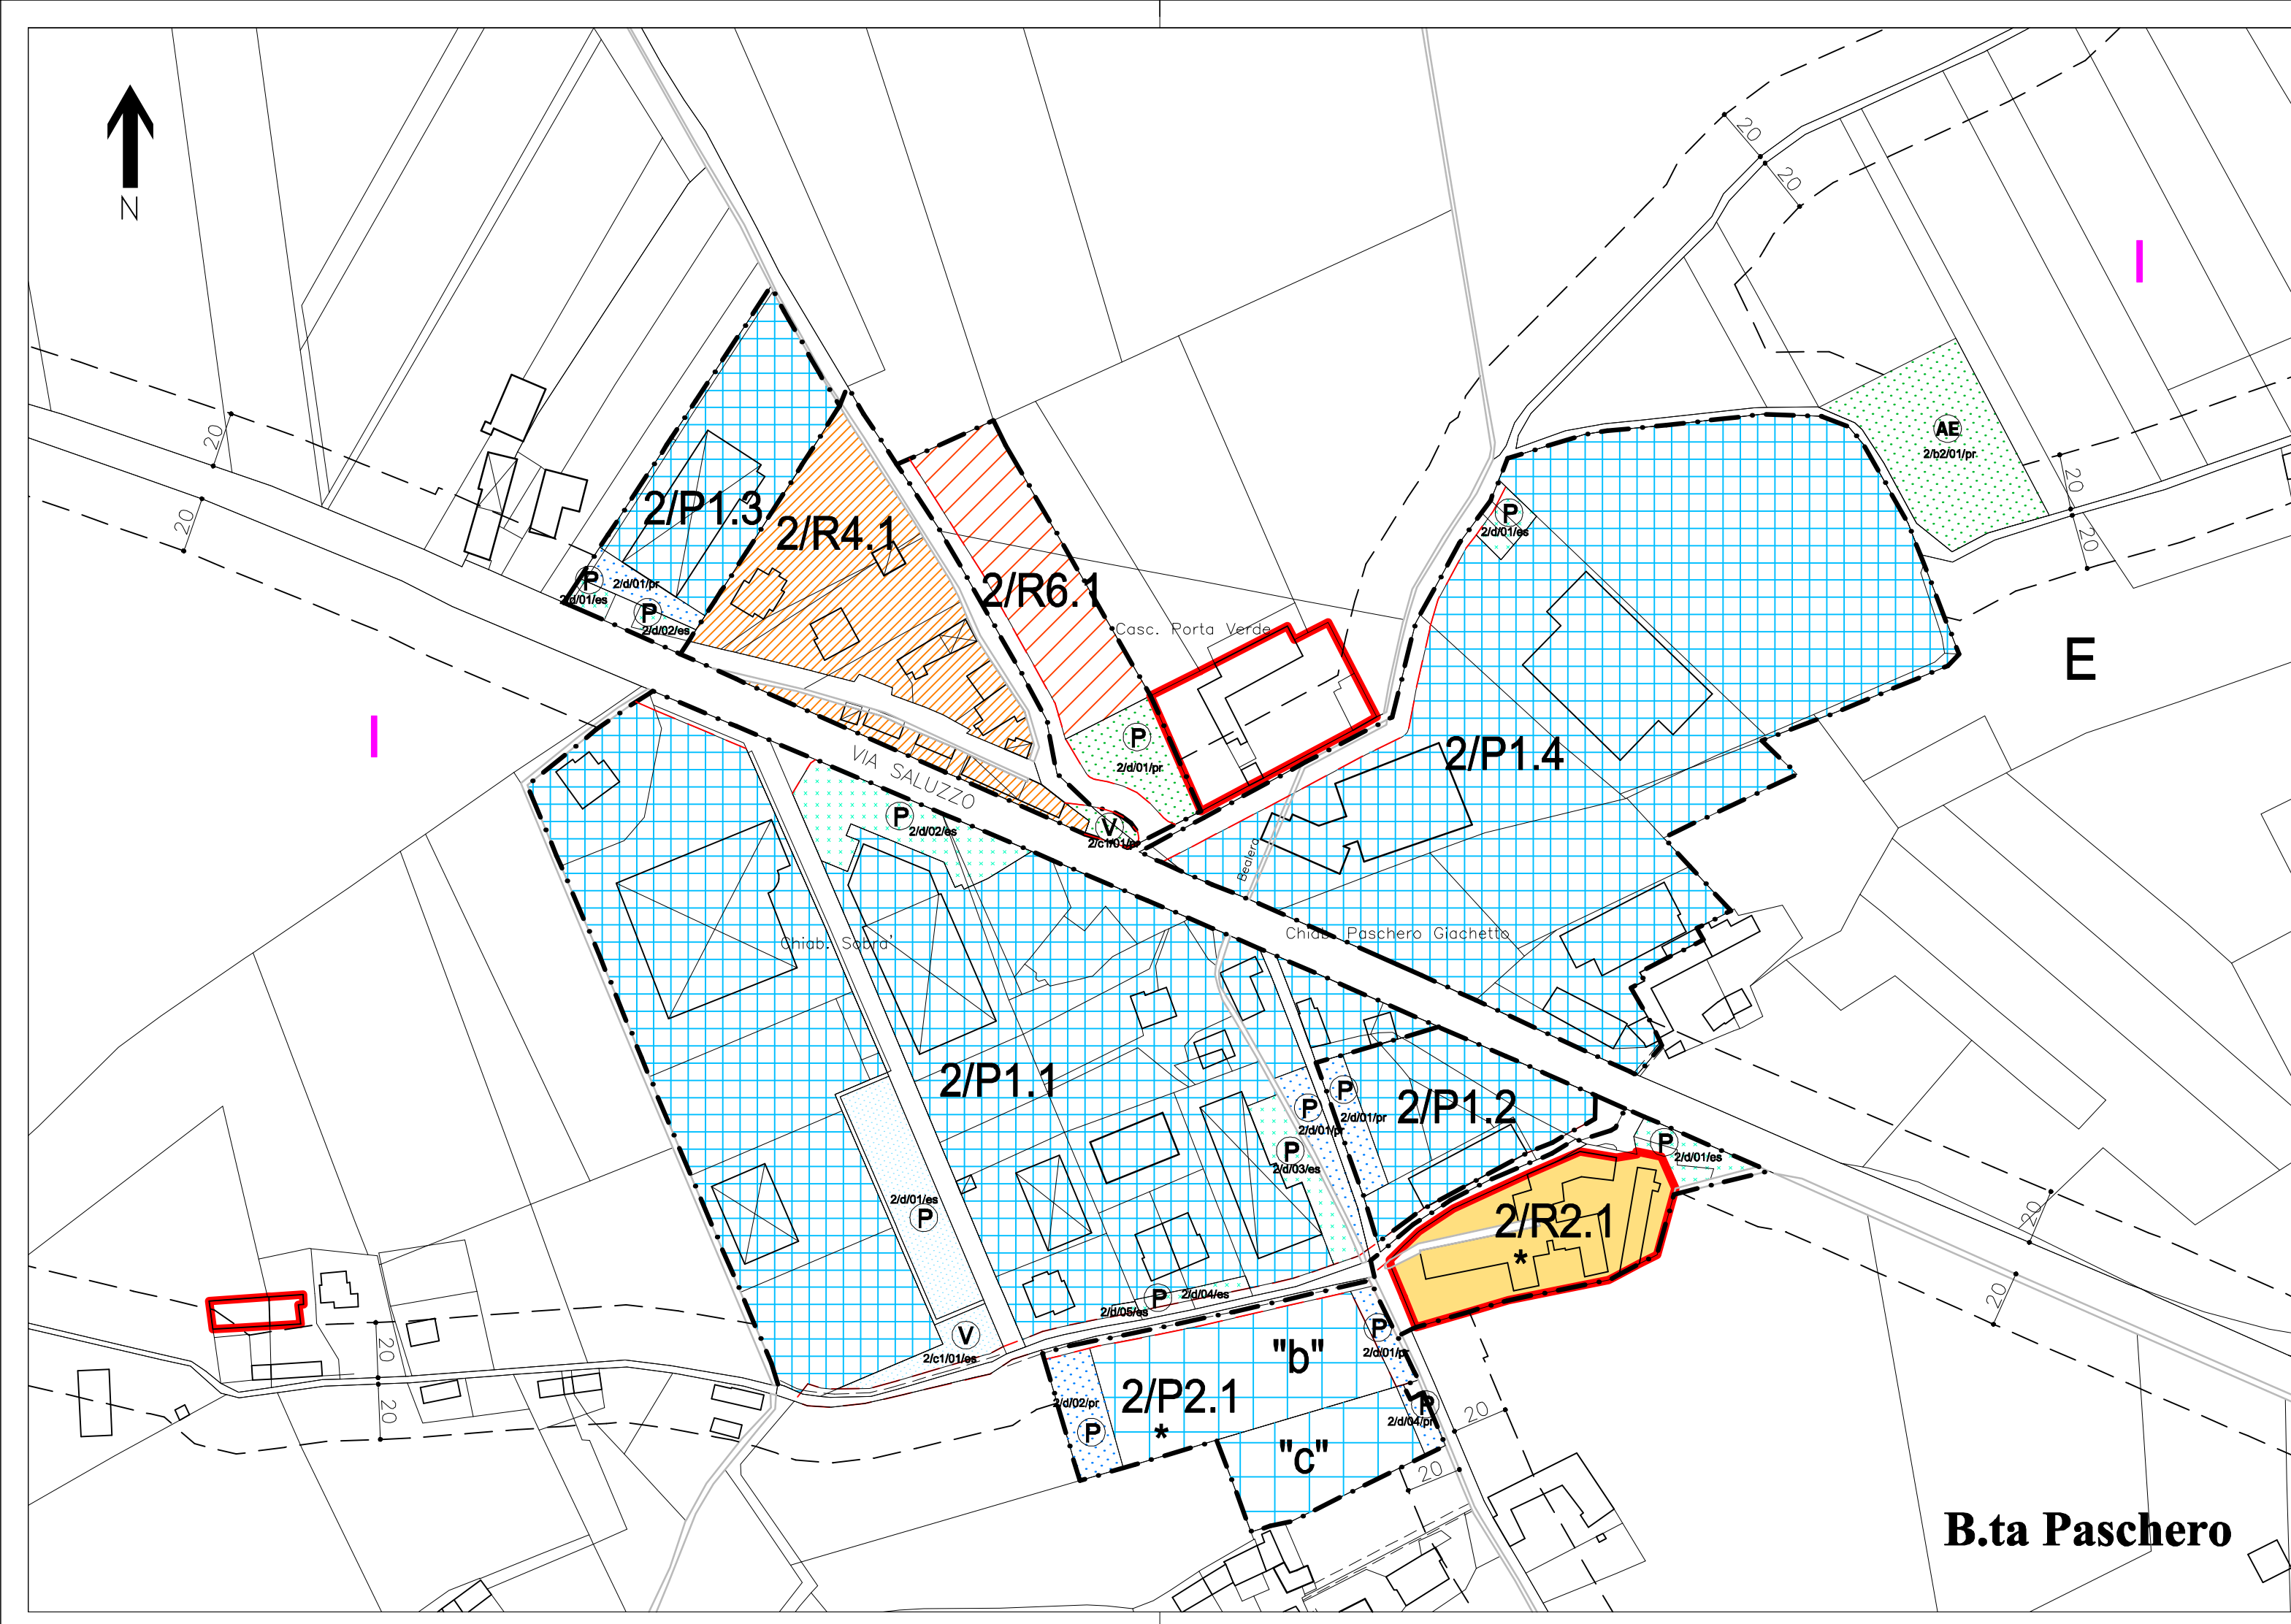 N
20
20
I
20
20
AE
2/b2/01/pr
20
20
2/P1.3
2/R4.1
2/R6.1
P
2/d/01/es
P
2/d/01/es
2/d/01/pr
P
2/d/02/es
Casc. Porta Verde
E
I
P
2/d/01/pr
2/P1.4
VIA SALUZZO
P
2/d/02/es
V
2/c1/01/pr
Bealera
Chiab. Sabra'
Chiab. Paschero Giachetto
2/P1.1
P
2/d/01/pr
P
2/d/01/pr
2/P1.2
P
2/d/03/es
P
2/d/01/es
2/d/01/es
P
2/R2.1
*
20
20
P
2/d/04/es
2/d/05/es
V
2/c1/01/es
20
20
"b"
P
2/d/01/pr
2/P2.1
*
2/d/02/pr
P
P
2/d/04/pr
20
"c"
20
B.ta Paschero